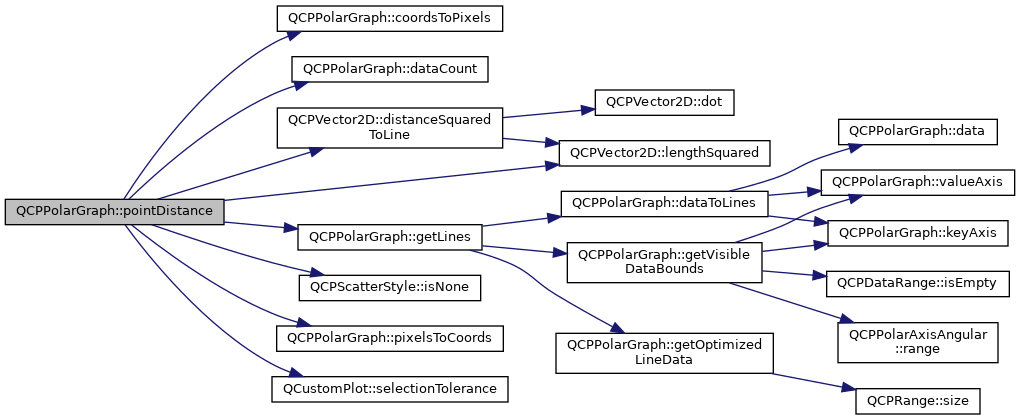 QCPPolarGraph::pointDistance
QCPPolarGraph::coordsToPixels
QCPPolarGraph::dataCount
QCPVector2D::distanceSquared
ToLine
QCPPolarGraph::getLines
QCPScatterStyle::isNone
QCPPolarGraph::pixelsToCoords
QCustomPlot::selectionTolerance
QCPVector2D::dot
QCPVector2D::lengthSquared
QCPPolarGraph::dataToLines
QCPPolarGraph::getVisible
DataBounds
QCPPolarGraph::getOptimized
LineData
QCPPolarGraph::data
QCPPolarGraph::valueAxis
QCPPolarGraph::keyAxis
QCPDataRange::isEmpty
QCPPolarAxisAngular
::range
QCPRange::size